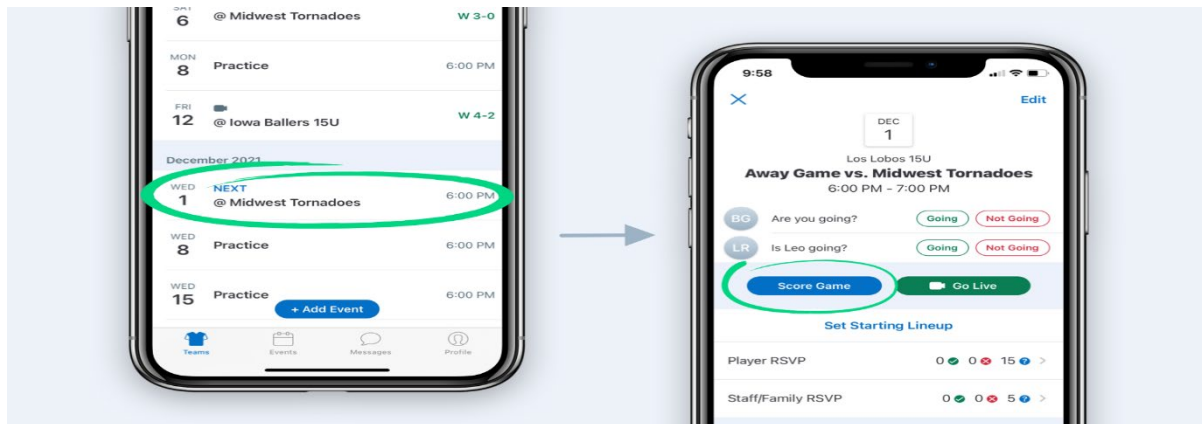 SAT
6 @ Midwest Tornadoes W 3-0
MON
8 Practice 6:00 PM
FRI
12 @ Iowa Ballers 15U W 4-2
December 2021
WED NEXT
1 @ Midwest Tornadoes 6:00 PM
WED
8 Practice 6:00 PM
WED
15 Practice 6:00 PM
+ Add Event
Teams Events Messages Profile
9:58
Edit
DEC
1
Los Lobos 15U
Away Game vs. Midwest Tornadoes
6:00 PM - 7:00 PM
BG Are you going? Going Not Going
LR Is Leo going? Going Not Going
Score Game Go Live
Set Starting Lineup
Player RSVP 0 0 15 ? >
Staff/Family RSVP 0 0 5 ? >